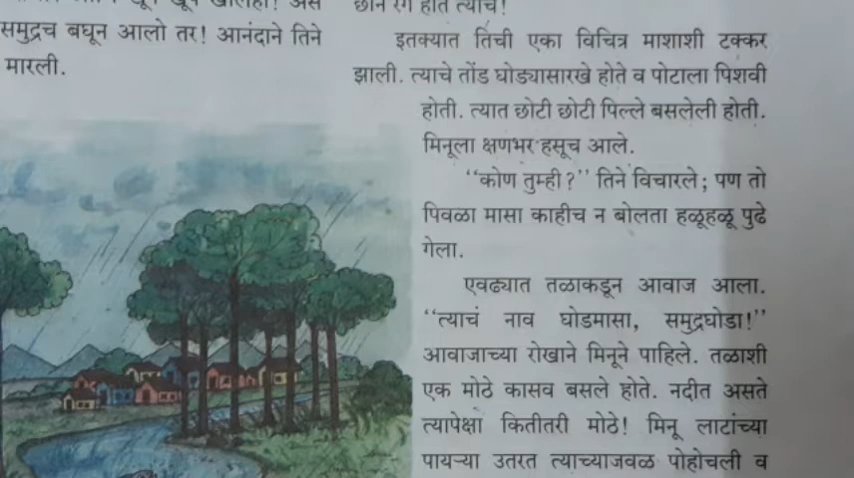 समुद्रच बघून आलो तर! आनंदाने तिने
मारली.
छान रंग होते त्याचे!
इतक्यात तिची एका विचित्र माशाशी टक्कर
झाली. त्याचे तोंड घोड्यासारखे होते व पोटाला पिशवी
होती. त्यात छोटी छोटी पिल्ले बसलेली होती.
मिनूला क्षणभर हसूच आले.
“कोण तुम्ही?” तिने विचारले; पण तो
पिवळा मासा काहीच न बोलता हळूहळू पुढे
गेला.
एवढ्यात तळाकडून आवाज आला.
“त्याचं नाव घोडमासा, समुद्रघोडा!”
आवाजाच्या रोखाने मिनूने पाहिले. तळाशी
एक मोठे कासव बसले होते. नदीत असते
त्यापेक्षा कितीतरी मोठे! मिनू लाटांच्या
पायऱ्या उतरत त्याच्याजवळ पोहोचली व